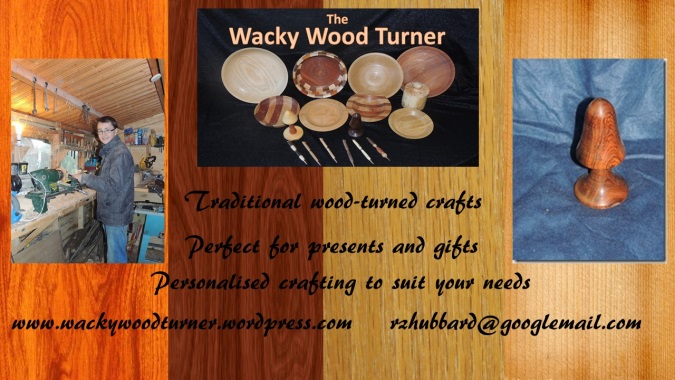 The
Wacky Wood Turner
Traditional wood-turned crafts
Perfect for presents and gifts
Personalised crafting to suit your needs
www.wackywoodturner.wordpress.com
rzhubbard@googlemail.com